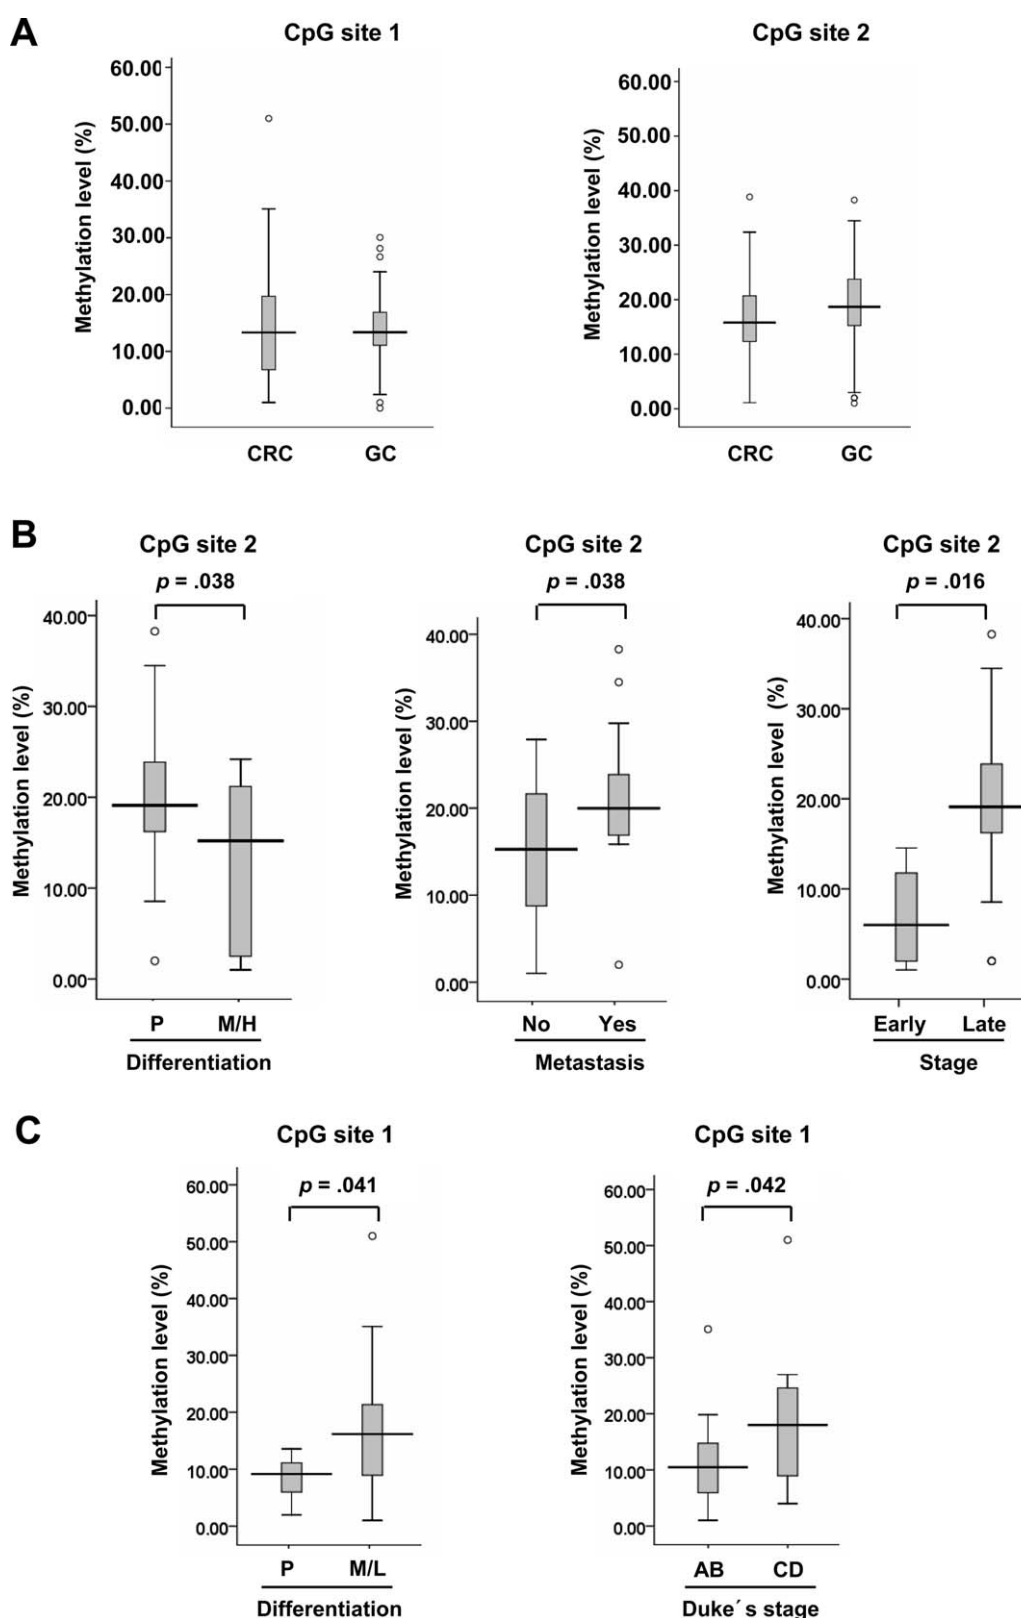 A
CpG site 1
CpG site 2
Methylation level (%)
60.00
50.00
40.00
30.00
20.00
10.00
0.00
CRC GC
Methylation level (%)
60.00
50.00
40.00
30.00
20.00
10.00
0.00
CRC GC
B
CpG site 2
p = .038
Methylation level (%)
40.00
30.00
20.00
10.00
0.00
P M/H
Differentiation
CpG site 2
p = .038
Methylation level (%)
40.00
30.00
20.00
10.00
0.00
No Yes
Metastasis
CpG site 2
p = .016
Methylation level (%)
40.00
30.00
20.00
10.00
0.00
Early Late
Stage
C
CpG site 1
p = .041
Methylation level (%)
60.00
50.00
40.00
30.00
20.00
10.00
0.00
P M/L
Differentiation
CpG site 1
p = .042
Methylation level (%)
60.00
50.00
40.00
30.00
20.00
10.00
0.00
AB CD
Duke´s stage